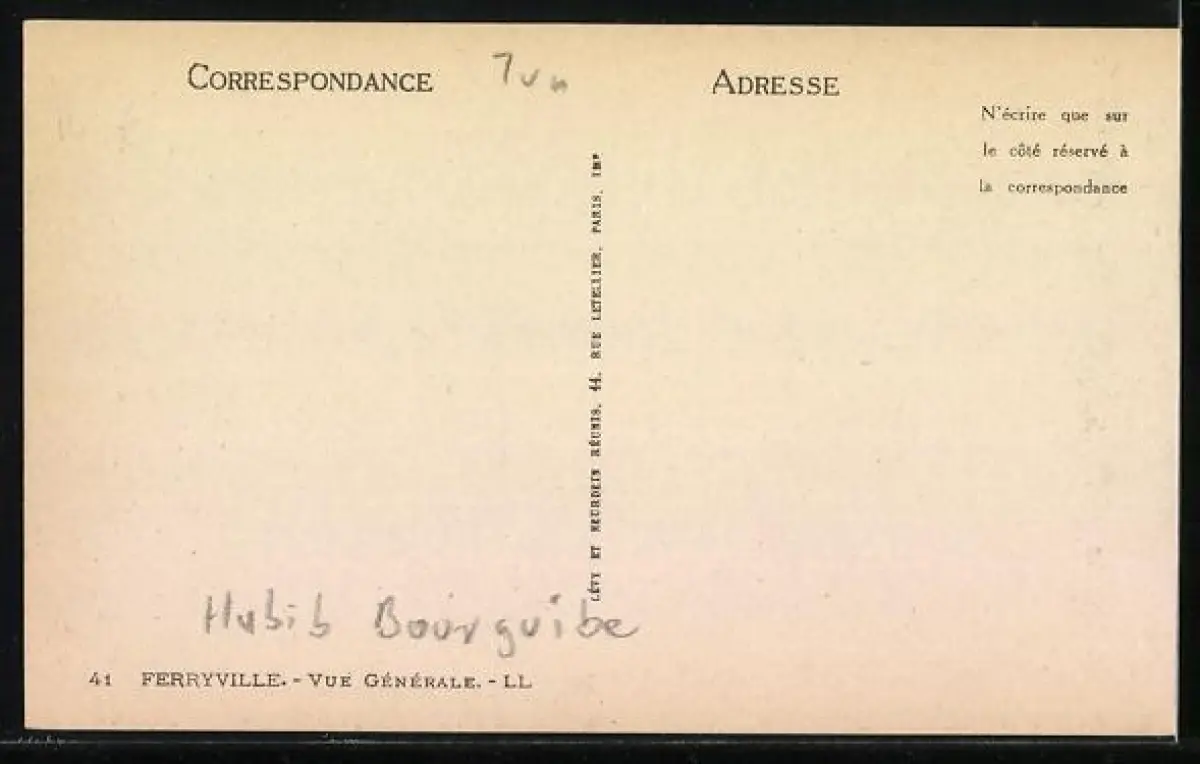 CORRESPONDANCE
Tun
ADRESSE
N'écrire que sur
le côté réservé à
la correspondance
LÉVY ET NEURDEIN RÉUNIS, 44, RUE LETELLIER, PARIS, IMP
Habib Bourguibe
41 FERRYVILLE. - VUE GÉNÉRALE. - LL